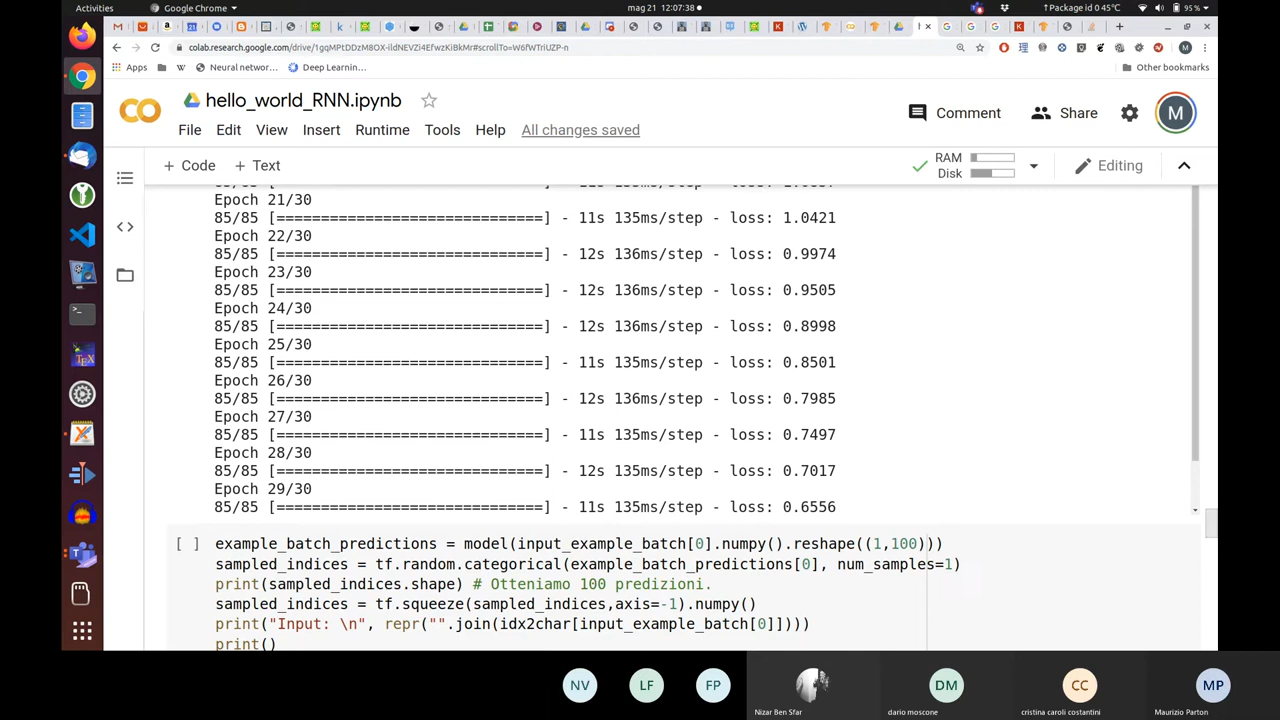 Activities
Google Chrome
mag 21 12:07:38
Package id 0 45°C
95 %
colab.research.google.com/drive/1gqMPtDDzM8OX-ildNEVZi4EfwzKiBkMr#scrollTo=W6fWTriUZP-n
Apps
Neural networ...
Deep Learnin...
Other bookmarks
hello_world_RNN.ipynb
Comment
Share
M
File Edit View Insert Runtime Tools Help All changes saved
+ Code + Text
RAM
Disk
Editing
Epoch 21/30
85/85 [==============================] - 11s 135ms/step - loss: 1.0421
Epoch 22/30
85/85 [==============================] - 12s 136ms/step - loss: 0.9974
Epoch 23/30
85/85 [==============================] - 12s 136ms/step - loss: 0.9505
Epoch 24/30
85/85 [==============================] - 12s 136ms/step - loss: 0.8998
Epoch 25/30
85/85 [==============================] - 11s 135ms/step - loss: 0.8501
Epoch 26/30
85/85 [==============================] - 12s 136ms/step - loss: 0.7985
Epoch 27/30
85/85 [==============================] - 11s 135ms/step - loss: 0.7497
Epoch 28/30
85/85 [==============================] - 12s 135ms/step - loss: 0.7017
Epoch 29/30
85/85 [==============================] - 11s 135ms/step - loss: 0.6556
[ ] example_batch_predictions = model(input_example_batch[0].numpy().reshape((1,100)))
sampled_indices = tf.random.categorical(example_batch_predictions[0], num_samples=1)
print(sampled_indices.shape) # Otteniamo 100 predizioni.
sampled_indices = tf.squeeze(sampled_indices,axis=-1).numpy()
print("Input: \n", repr("".join(idx2char[input_example_batch[0]])))
print()
NV LF FP DM CC MP
Nizar Ben Sfar
dario moscone
cristina caroli costantini
Maurizio Parton